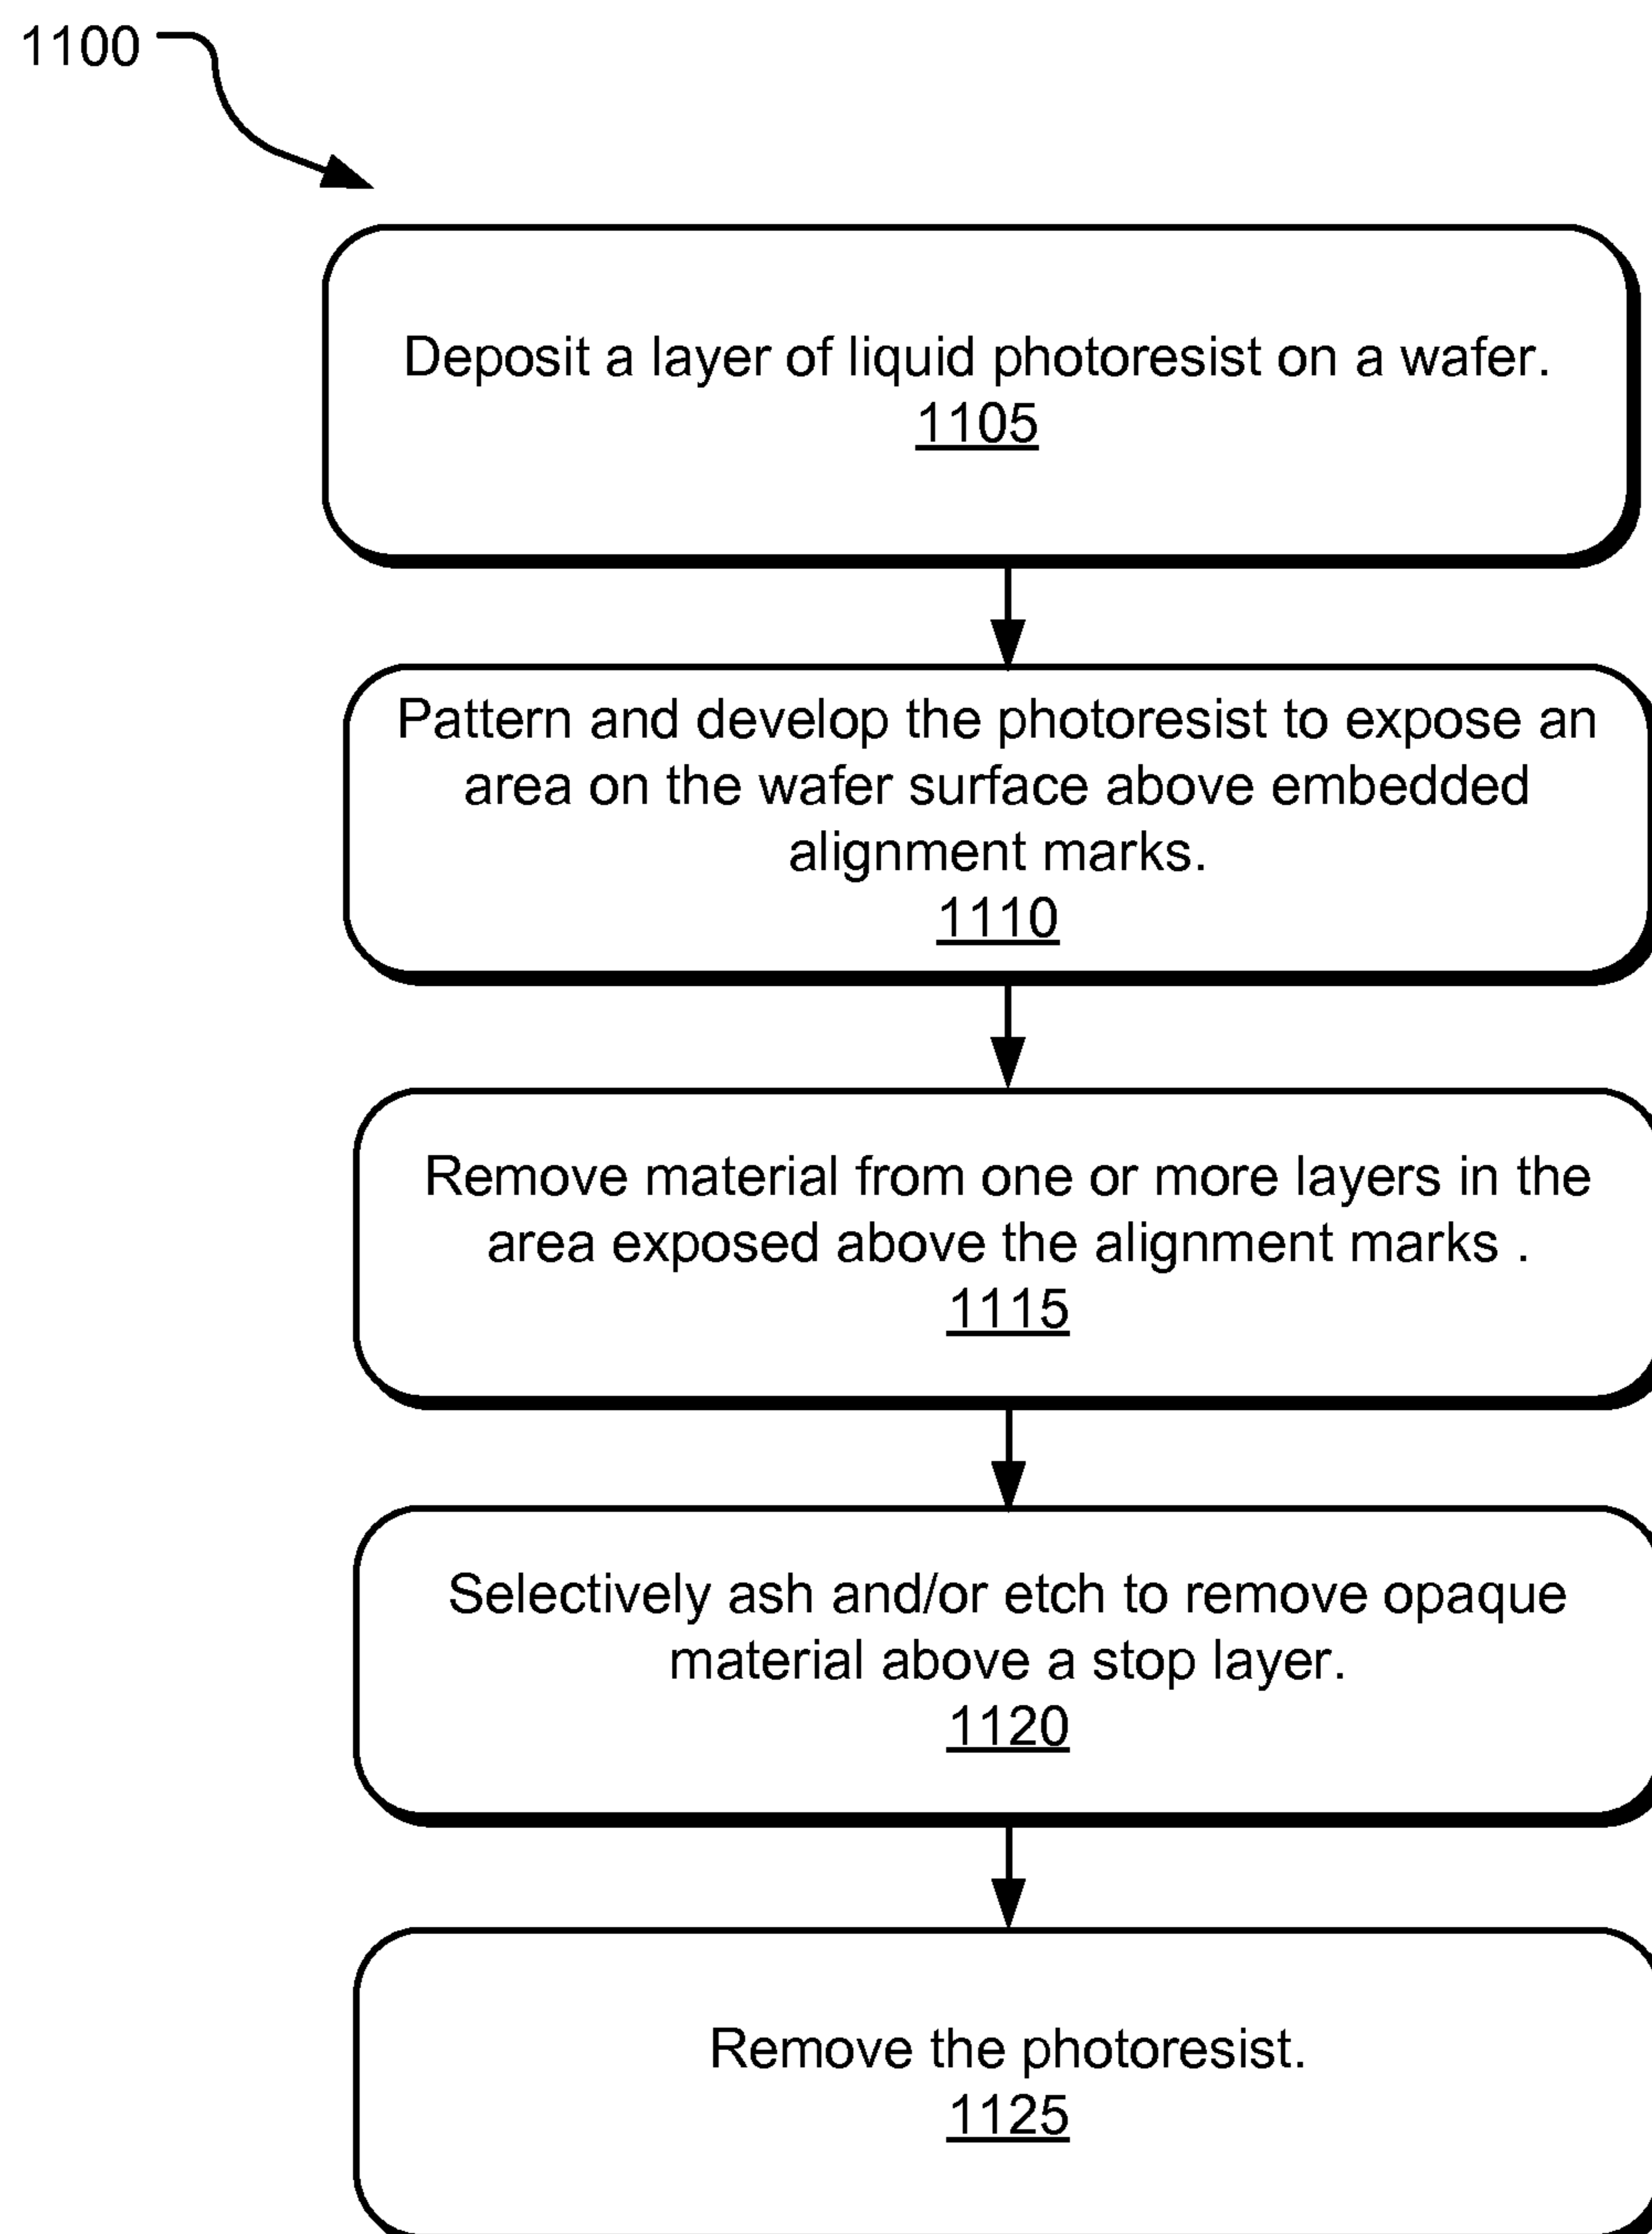 1100
Deposit a layer of liquid photoresist on a wafer.
1105
Pattern and develop the photoresist to expose an
area on the wafer surface above embedded
alignment marks.
1110
Remove material from one or more layers in the
area exposed above the alignment marks .
1115
Selectively ash and/or etch to remove opaque
material above a stop layer.
1120
Remove the photoresist.
1125